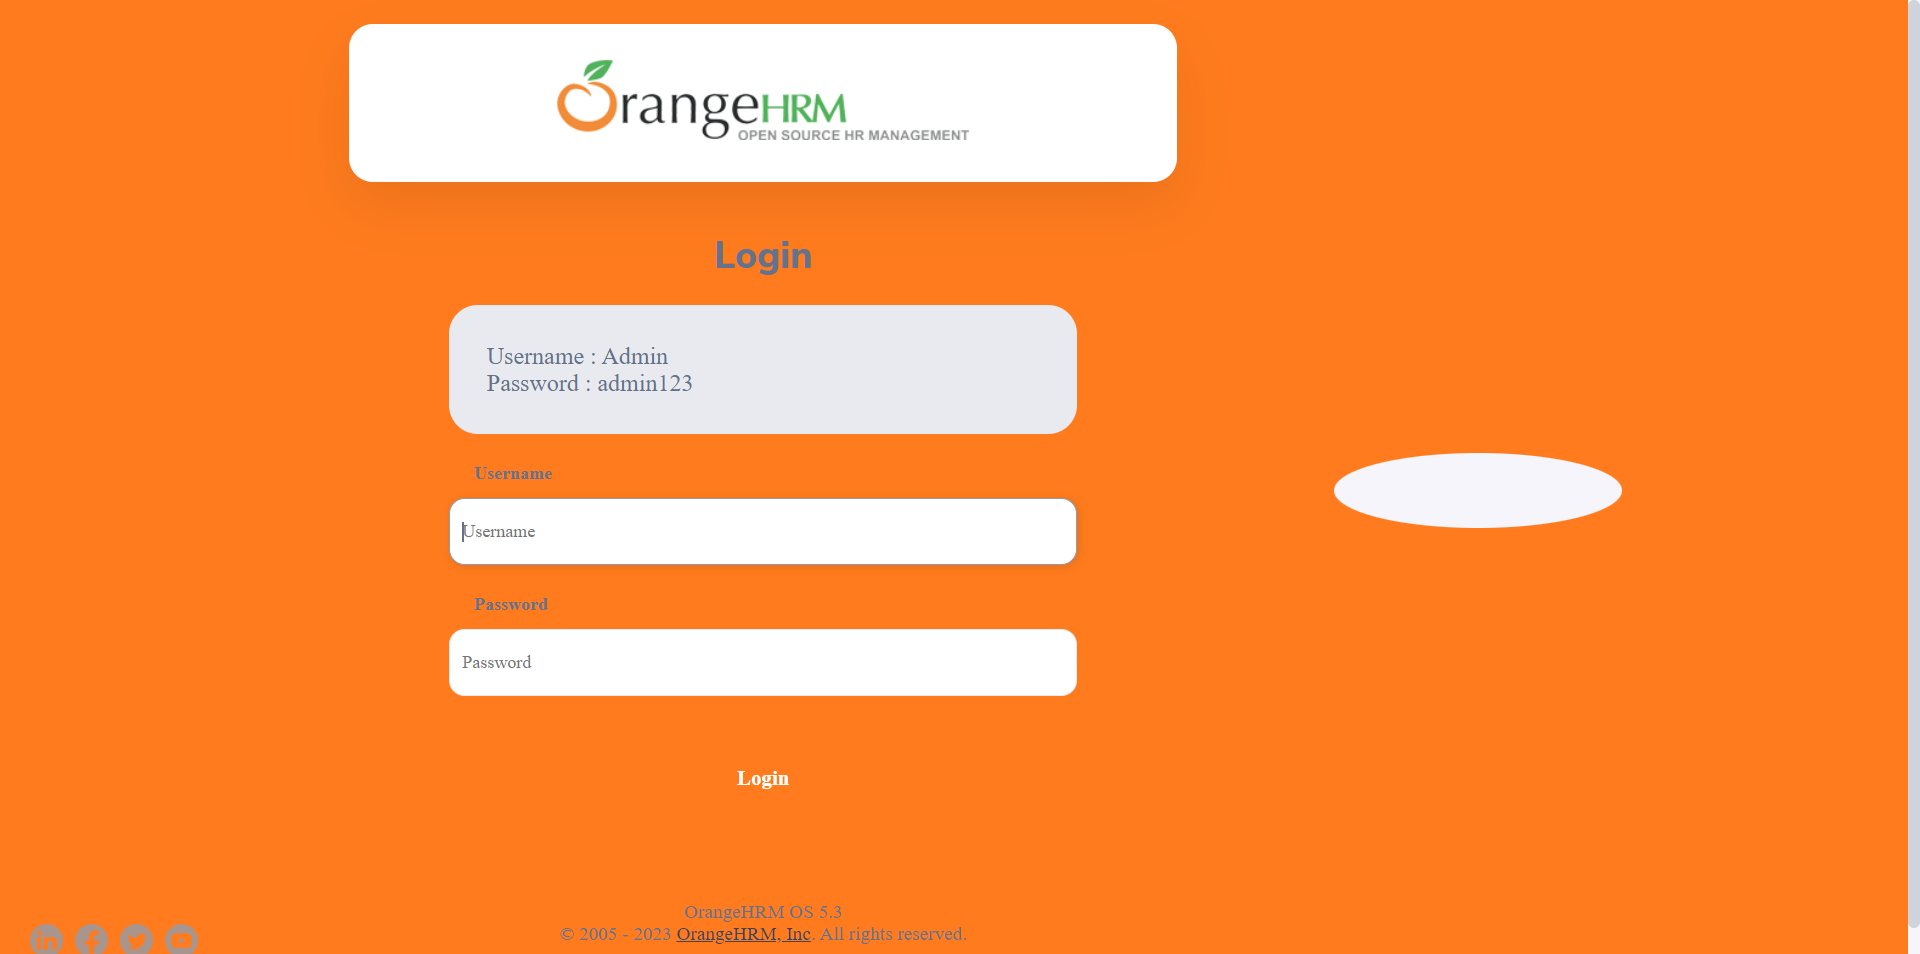 OrangeHRM
OPEN SOURCE HR MANAGEMENT
Login
Username : Admin
Password : admin123
Username
Username
Password
Password
Login
OrangeHRM OS 5.3
© 2005 - 2023 OrangeHRM, Inc. All rights reserved.